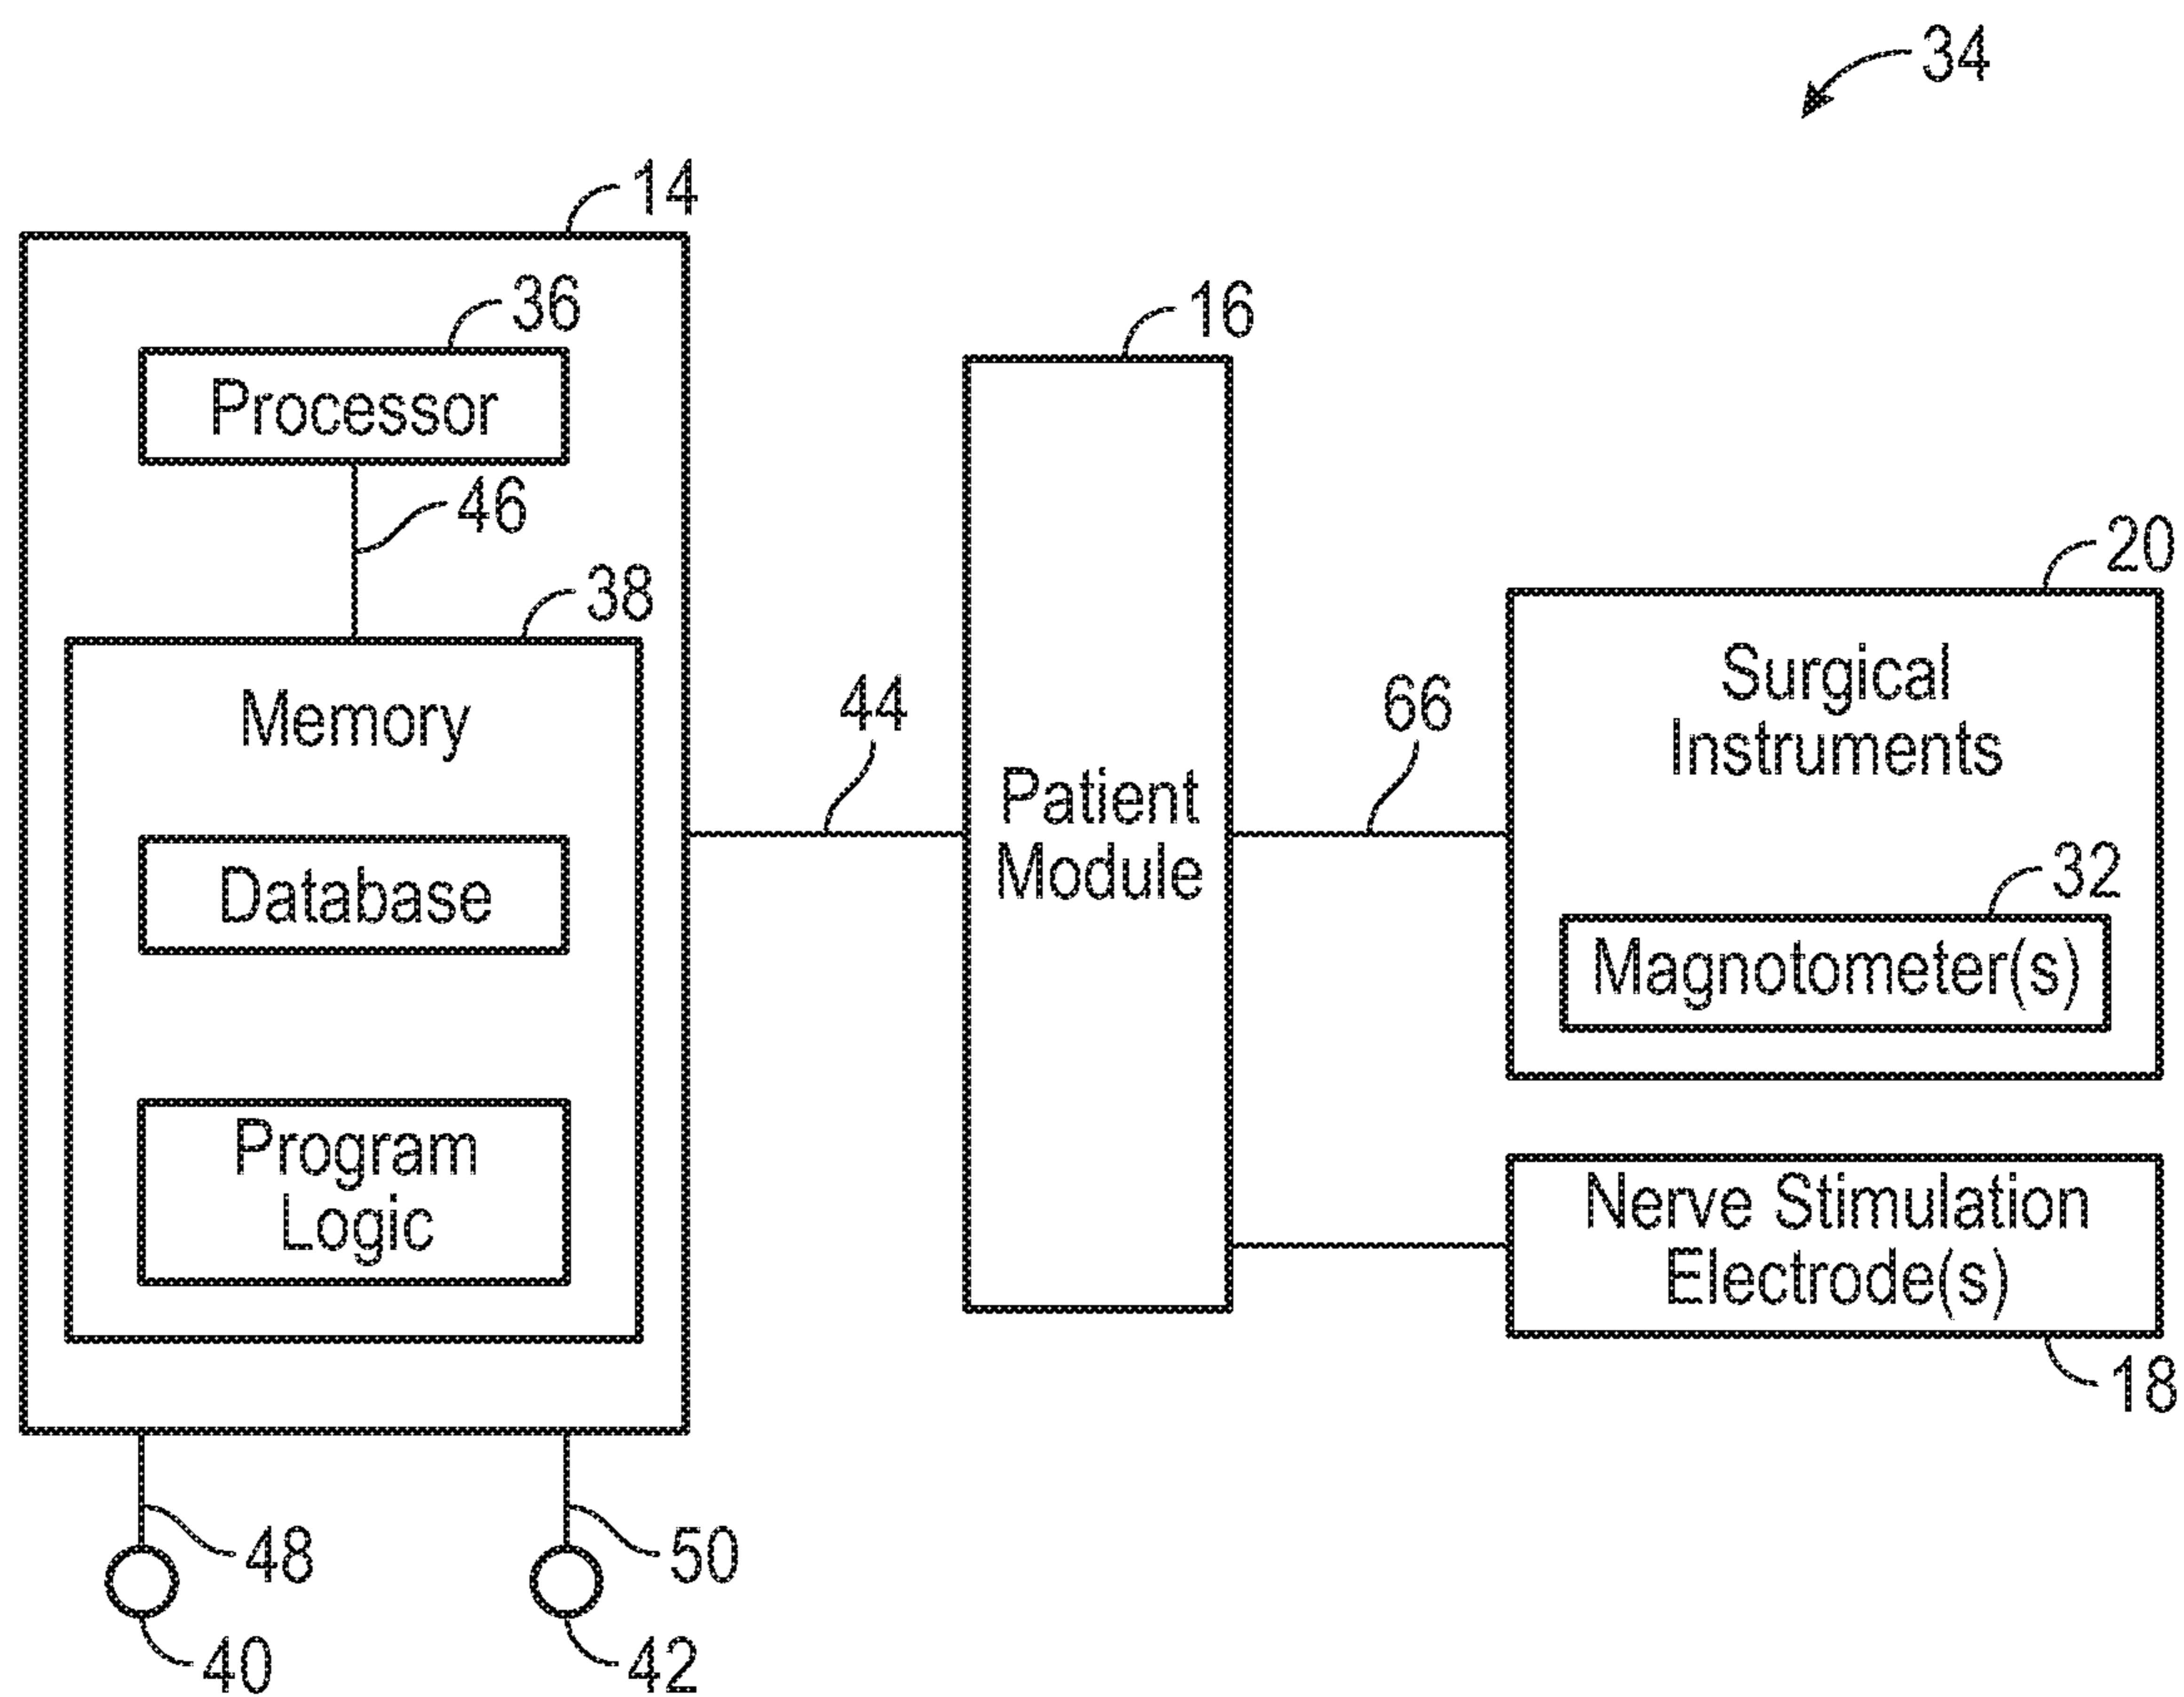 34
14
36
Processor
46
38
Memory
Database
Program
Logic
48
50
40
42
44
16
Patient
Module
66
20
Surgical
Instruments
32
Magnotometer(s)
Nerve Stimulation
Electrode(s)
18